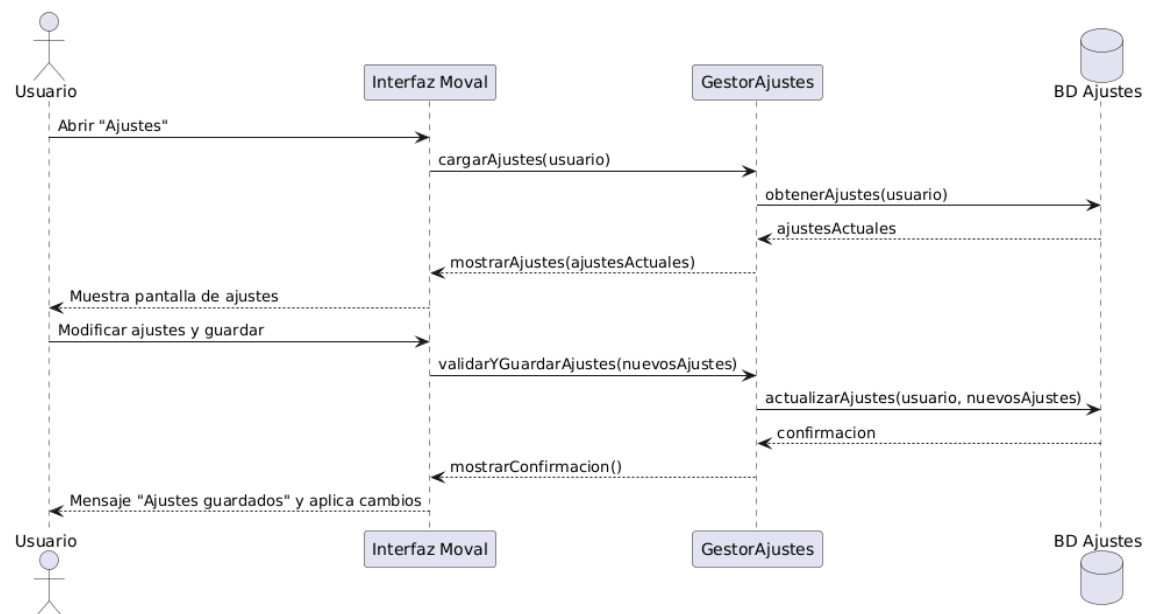 Usuario
Interfaz Moval
GestorAjustes
BD Ajustes
Abrir "Ajustes"
cargarAjustes(usuario)
obtenerAjustes(usuario)
ajustesActuales
mostrarAjustes(ajustesActuales)
Muestra pantalla de ajustes
Modificar ajustes y guardar
validarYGuardarAjustes(nuevosAjustes)
actualizarAjustes(usuario, nuevosAjustes)
confirmacion
mostrarConfirmacion()
Mensaje "Ajustes guardados" y aplica cambios
Usuario
Interfaz Moval
GestorAjustes
BD Ajustes